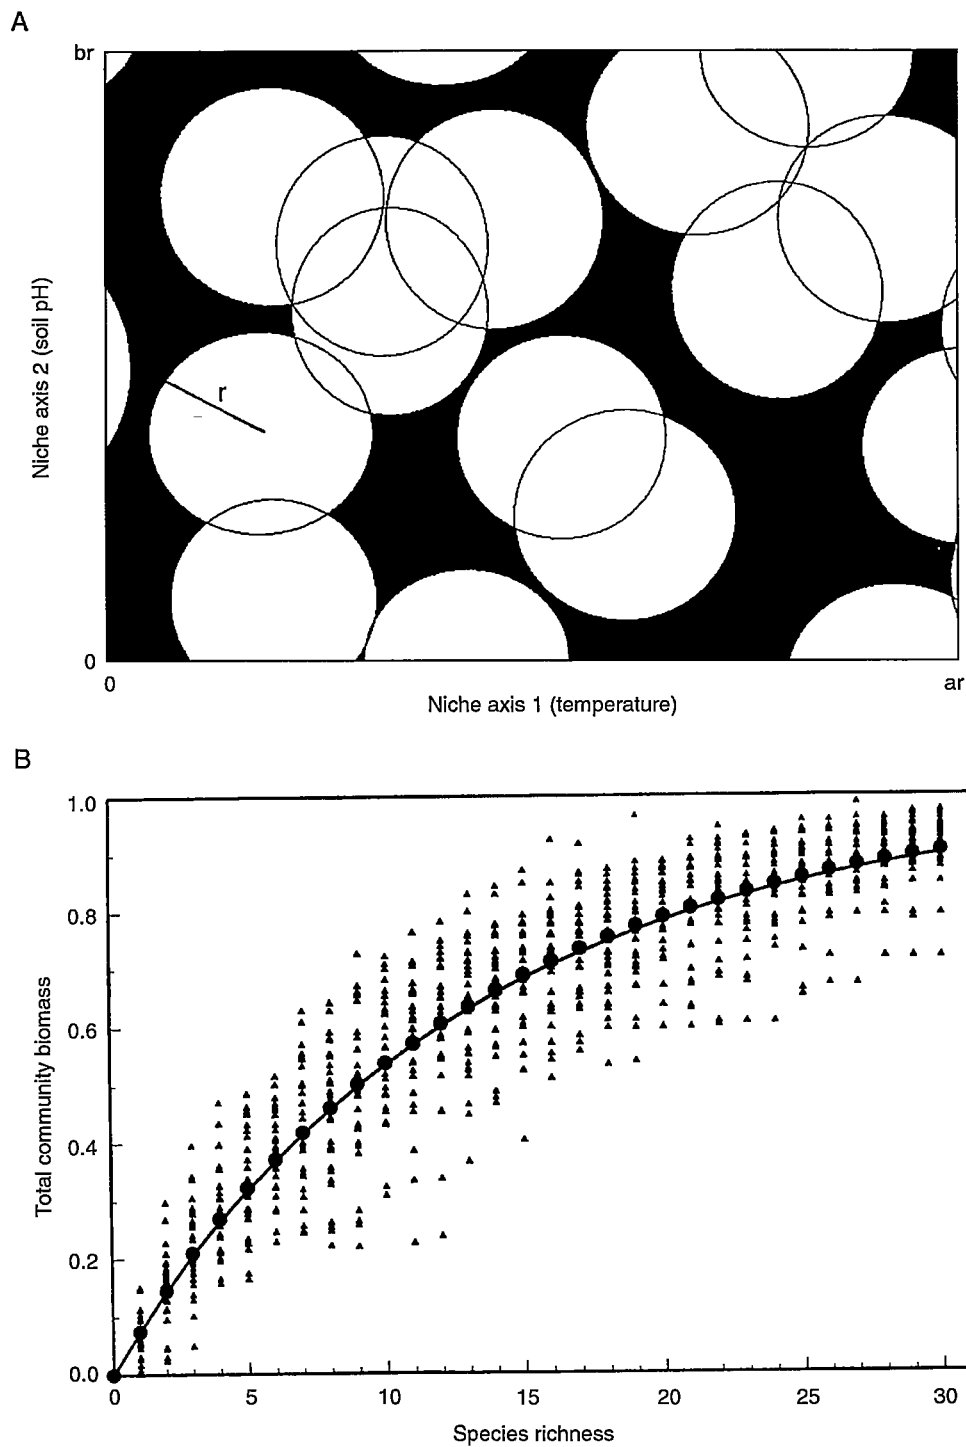 A
br
Niche axis 2 (soil pH)
r
0
0
ar
Niche axis 1 (temperature)
B
1.0
0.8
0.6
0.4
0.2
0.0
Total community biomass
0
5
10
15
20
25
30
Species richness